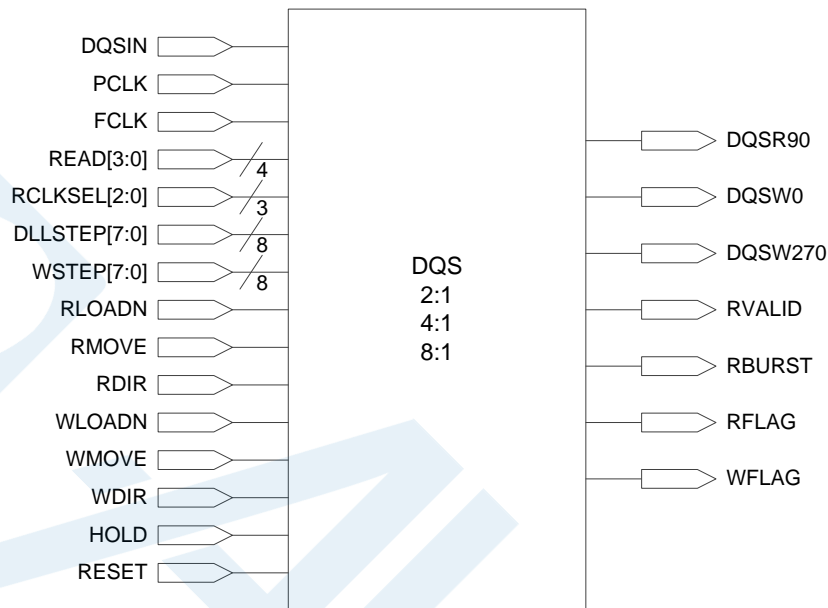 DQSIN
PCLK
FCLK
READ[3:0]
4
RCLKSEL[2:0]
3
DLLSTEP[7:0]
8
WSTEP[7:0]
8
RLOADN
RMOVE
RDIR
WLOADN
WMOVE
WDIR
HOLD
RESET
DQS
2:1
4:1
8:1
DQSR90
DQSW0
DQSW270
RVALID
RBURST
RFLAG
WFLAG